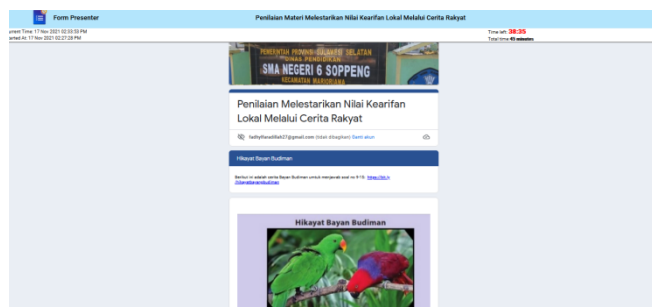 Form Presenter
Penilaian Materi Melestarikan Nilai Kearifan Lokal Melalui Cerita Rakyat
Current Time: 17 Nov 2021 02:53:53 PM
Started At: 17 Nov 2021 02:27:28 PM
Time left: 38:35
Total time 45 minutes
PEMERINTAH PROVINSI SULAWESI SELATAN
DINAS PENDIDIKAN
SMA NEGERI 6 SOPPENG
KECAMATAN MARIORIAWA
Penilaian Melestarikan Nilai Kearifan
Lokal Melalui Cerita Rakyat
(tidak dibagikan) Ganti akun
Hikayat Bayan Budiman
Berikut ini adalah cerita Bayan Budiman untuk menjawab soal no 9-10.
Hikayat Bayan Budiman